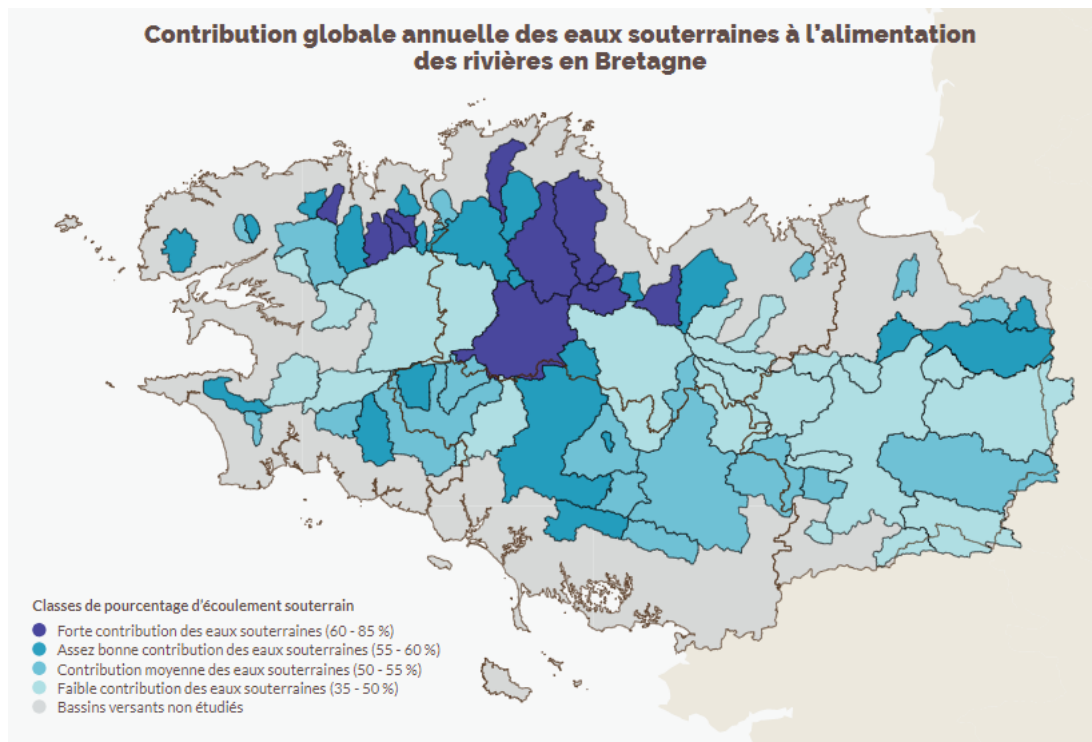 Contribution globale annuelle des eaux souterraines à l'alimentation
des rivières en Bretagne
Classes de pourcentage d'écoulement souterrain
Forte contribution des eaux souterraines (60 - 85 %)
Assez bonne contribution des eaux souterraines (55 - 60 %)
Contribution moyenne des eaux souterraines (50 - 55 %)
Faible contribution des eaux souterraines (35 - 50 %)
Bassins versants non étudiés